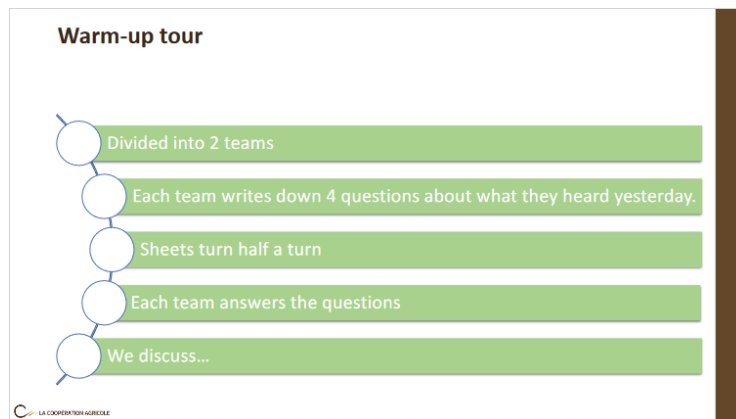 Warm-up tour
Divided into 2 teams
Each team writes down 4 questions about what they heard yesterday.
Sheets turn half a turn
Each team answers the questions
We discuss...
LA COOPÉRATION AGRICOLE